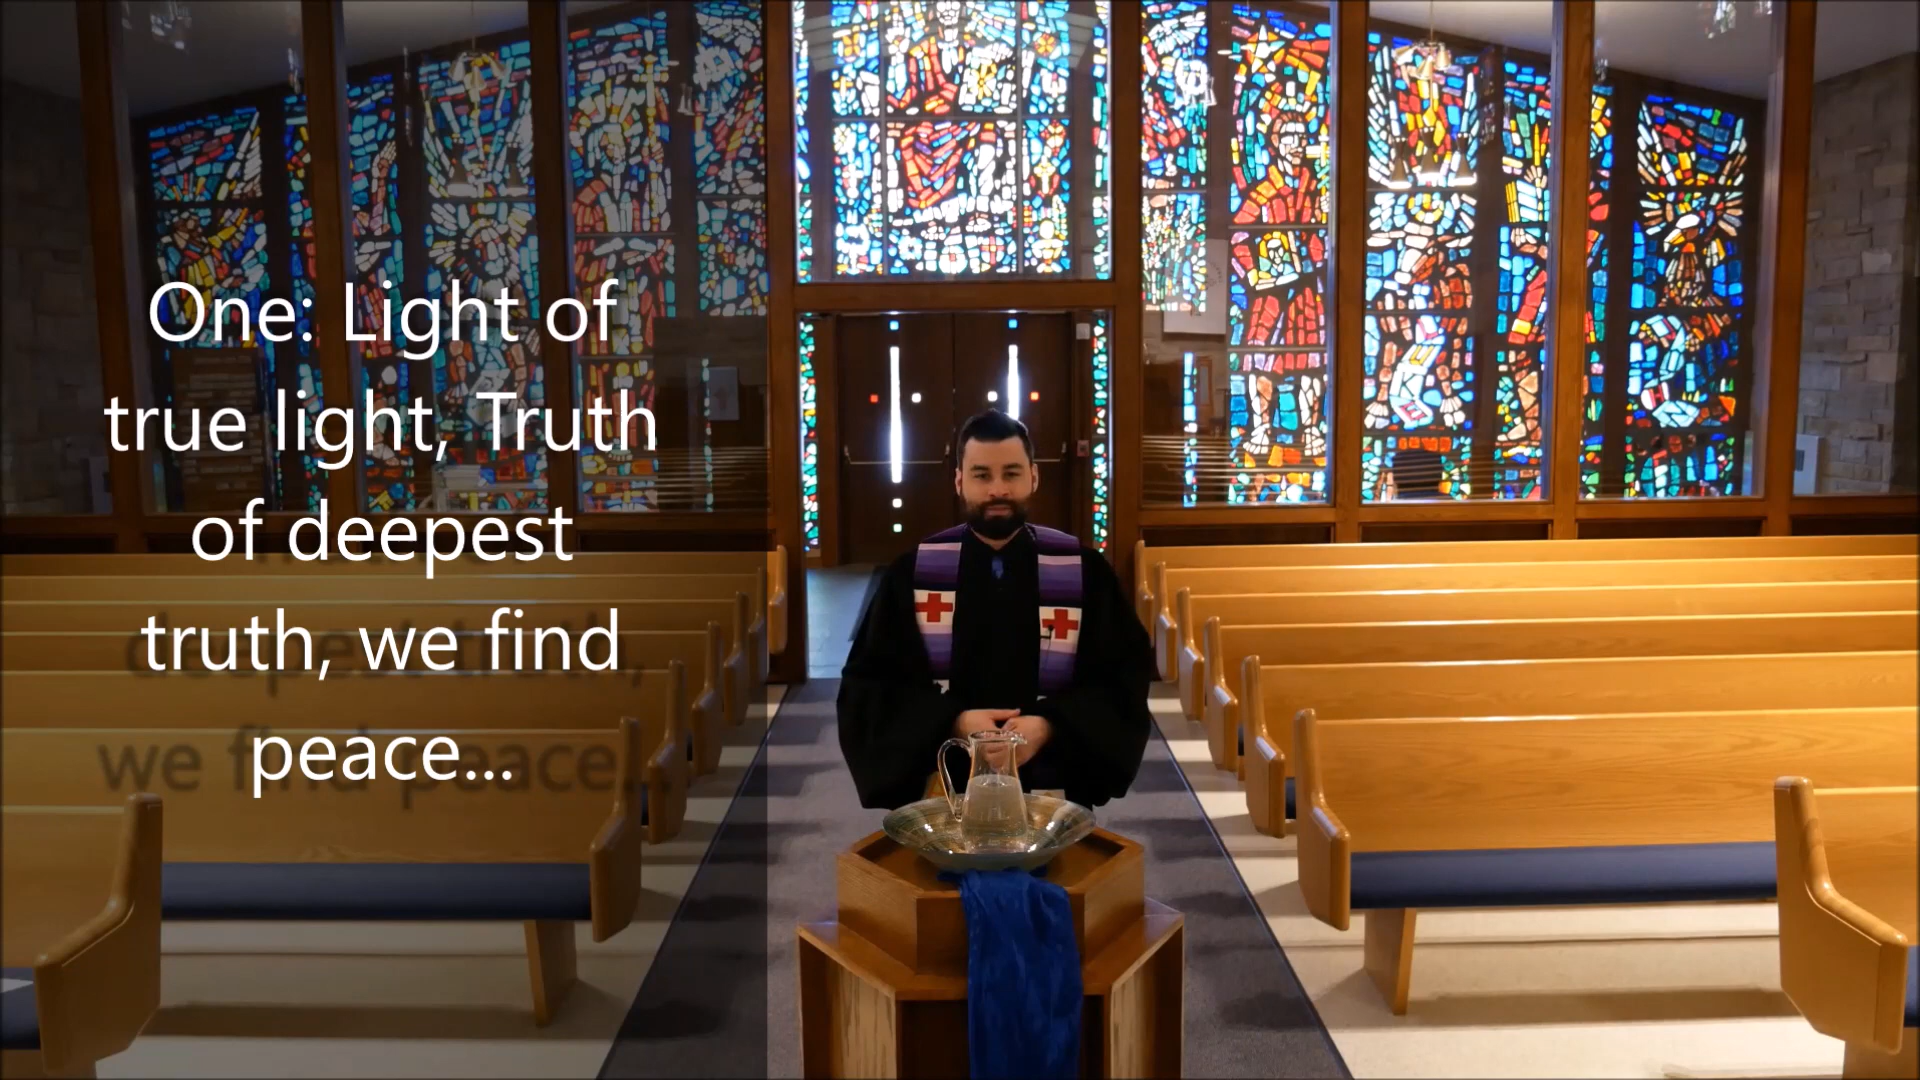 One: Light of
true light, Truth
of deepest
truth, we find
peace...